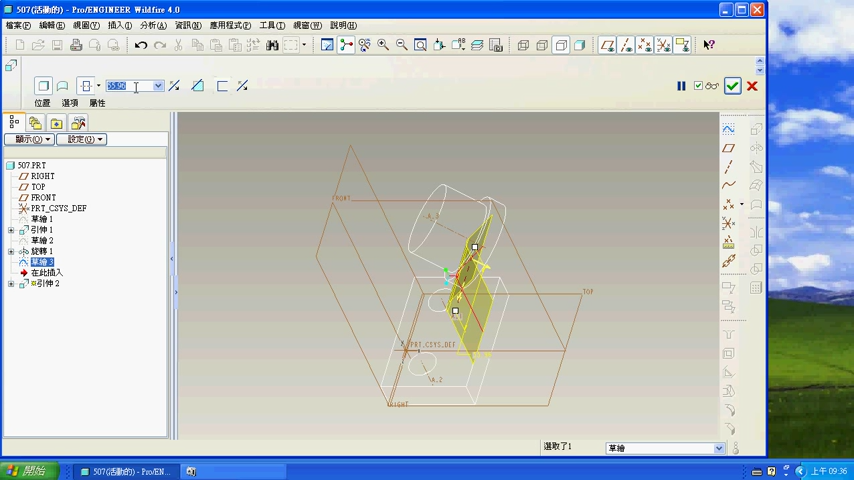 507(活動的) - Pro/ENGINEER Wildfire 4.0
檔案(F) 編輯(E) 視圖(V) 插入(I) 分析(A) 資訊(N) 應用程式(P) 工具(T) 視窗(W) 說明(H)
55.90
位置 選項 屬性
顯示(O) 設定(G)
507.PRT
RIGHT
TOP
FRONT
PRT_CSYS_DEF
草繪 1
引伸 1
草繪 2
旋轉 1
草繪 3
在此插入
引伸 2
FRONT
A_3
TOP
PRT_CSYS_DEF
A_2
RIGHT
選取了1
草繪
開始
507(活動的) - Pro/EN...
上午 09:36